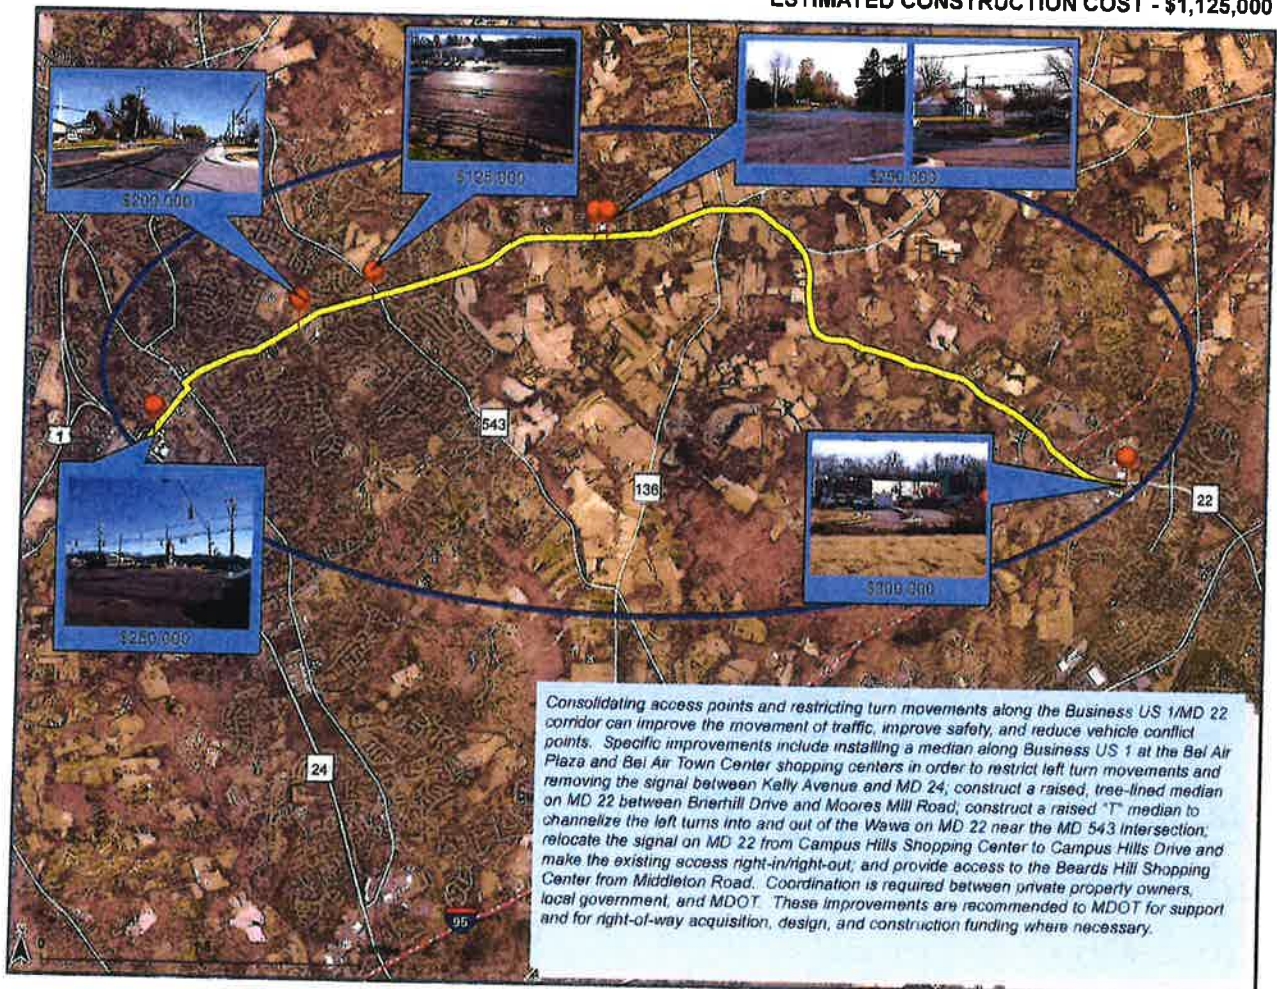 ESTIMATED CONSTRUCTION COST - $1,125,000
$200,000
$125,000
$250,000
1
543
136
22
$300,000
$250,000
24
95
Consolidating access points and restricting turn movements along the Business US 1/MD 22
corridor can improve the movement of traffic, improve safety, and reduce vehicle conflict
points. Specific improvements include installing a median along Business US 1 at the Bel Air
Plaza and Bel Air Town Center shopping centers in order to restrict left turn movements and
removing the signal between Kelly Avenue and MD 24; construct a raised, tree-lined median
on MD 22 between Brierhill Drive and Moores Mill Road; construct a raised "T" median to
channelize the left turns into and out of the Wawa on MD 22 near the MD 543 intersection;
relocate the signal on MD 22 from Campus Hills Shopping Center to Campus Hills Drive and
make the existing access right-in/right-out; and provide access to the Beards Hill Shopping
Center from Middleton Road. Coordination is required between private property owners,
local government, and MDOT. These improvements are recommended to MDOT for support
and for right-of-way acquisition, design, and construction funding where necessary.
0